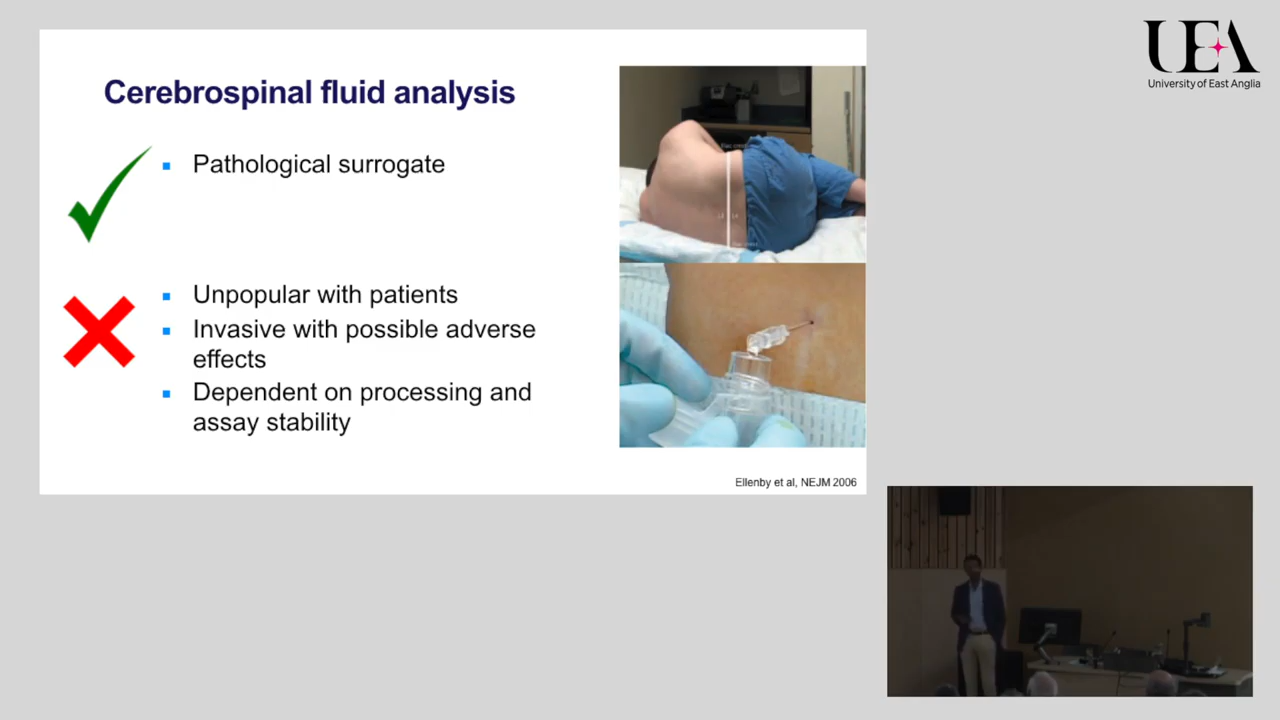 Cerebrospinal fluid analysis
Pathological surrogate
Unpopular with patients
Invasive with possible adverse
effects
Dependent on processing and
assay stability
Ellenby et al, NEJM 2006
UEA
University of East Anglia